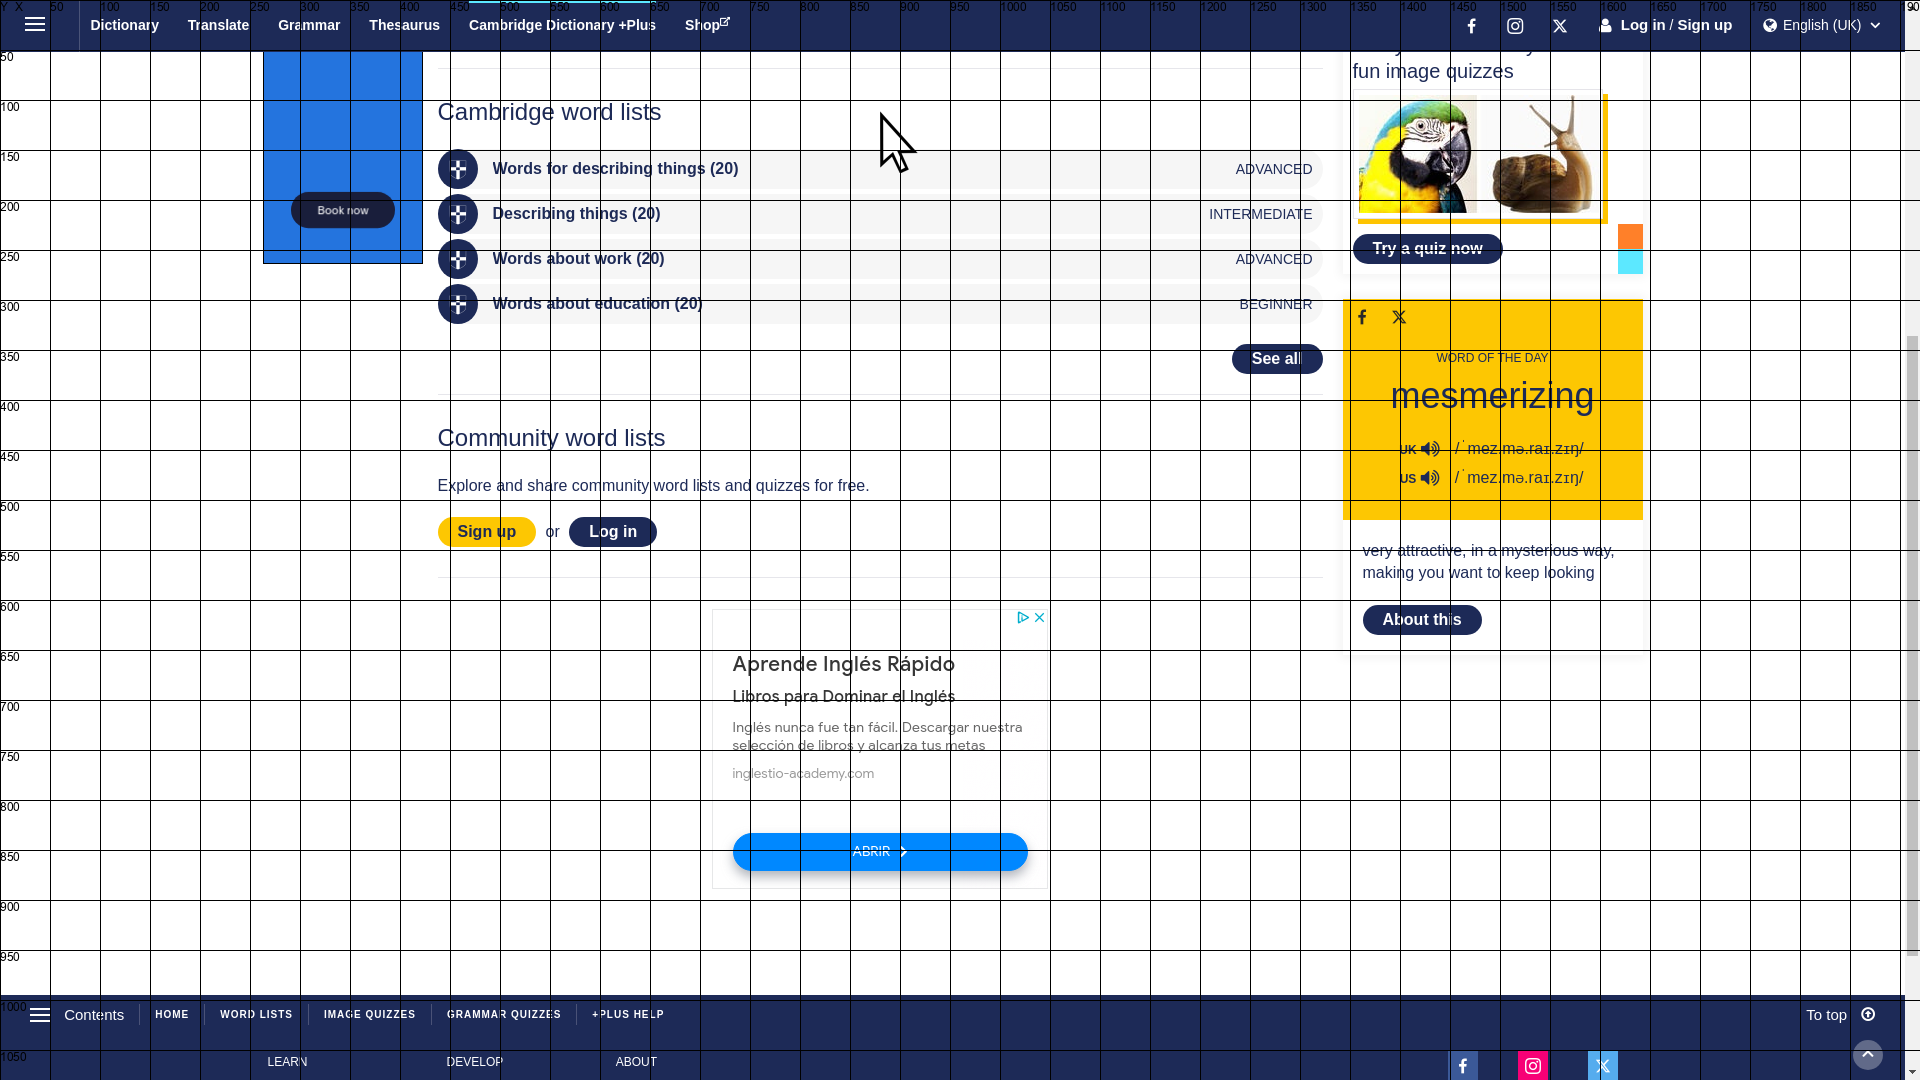 Dictionary Translate Grammar Thesaurus Cambridge Dictionary +Plus Shop Log in / Sign up English (UK)
fun image quizzes
Cambridge word lists
Words for describing things (20) ADVANCED
Describing things (20) INTERMEDIATE
Words about work (20) ADVANCED
Words about education (20) BEGINNER
See all
Book now
Try a quiz now
WORD OF THE DAY
mesmerizing
UK /ˈmez.mə.raɪ.zɪŋ/
US /ˈmez.mə.raɪ.zɪŋ/
very attractive, in a mysterious way,
making you want to keep looking
About this
Community word lists
Explore and share community word lists and quizzes for free.
Sign up or Log in
Aprende Inglés Rápido
Libros para Dominar el Inglés
Inglés nunca fue tan fácil. Descargar nuestra
selección de libros y alcanza tus metas
inglestio-academy.com
ABRIR
Contents HOME WORD LISTS IMAGE QUIZZES GRAMMAR QUIZZES +PLUS HELP To top
LEARN DEVELOP ABOUT